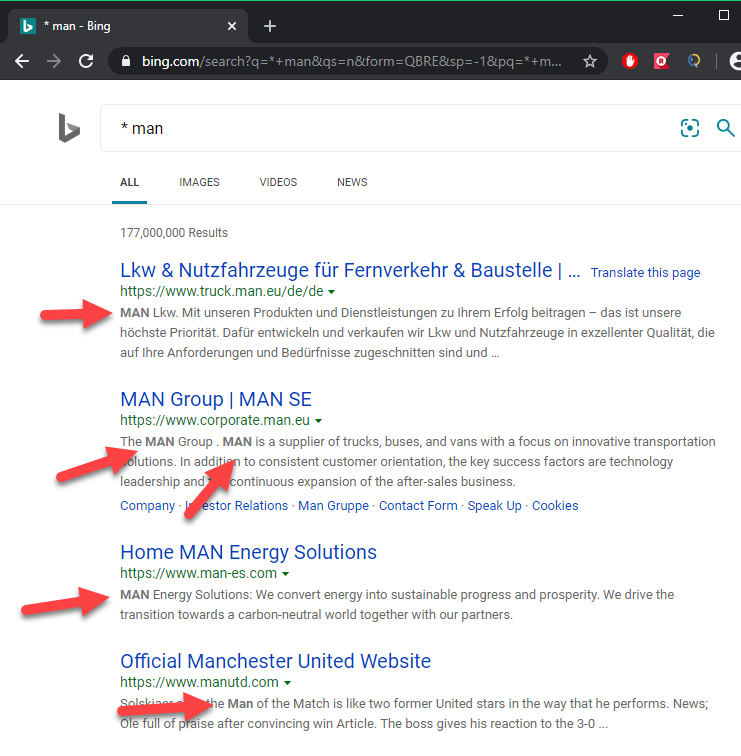 * man - Bing
bing.com/search?q=*+man&qs=n&form=QBRE&sp=-1&pq=*+m...
* man
ALL IMAGES VIDEOS NEWS
177,000,000 Results
Lkw & Nutzfahrzeuge für Fernverkehr & Baustelle | ... Translate this page
https://www.truck.man.eu/de/de
MAN Lkw. Mit unseren Produkten und Dienstleistungen zu Ihrem Erfolg beitragen – das ist unsere
höchste Priorität. Dafür entwickeln und verkaufen wir Lkw und Nutzfahrzeuge in exzellenter Qualität, die
auf Ihre Anforderungen und Bedürfnisse zugeschnitten sind und ...
MAN Group | MAN SE
https://www.corporate.man.eu
The MAN Group . MAN is a supplier of trucks, buses, and vans with a focus on innovative transportation
solutions. In addition to consistent customer orientation, the key success factors are technology
leadership and continuous expansion of the after-sales business.
Company · Investor Relations · Man Gruppe · Contact Form · Speak Up · Cookies
Home MAN Energy Solutions
https://www.man-es.com
MAN Energy Solutions: We convert energy into sustainable progress and prosperity. We drive the
transition towards a carbon-neutral world together with our partners.
Official Manchester United Website
https://www.manutd.com
the Man of the Match is like two former United stars in the way that he performs. News;
Ole full of praise after convincing win Article. The boss gives his reaction to the 3-0 ...